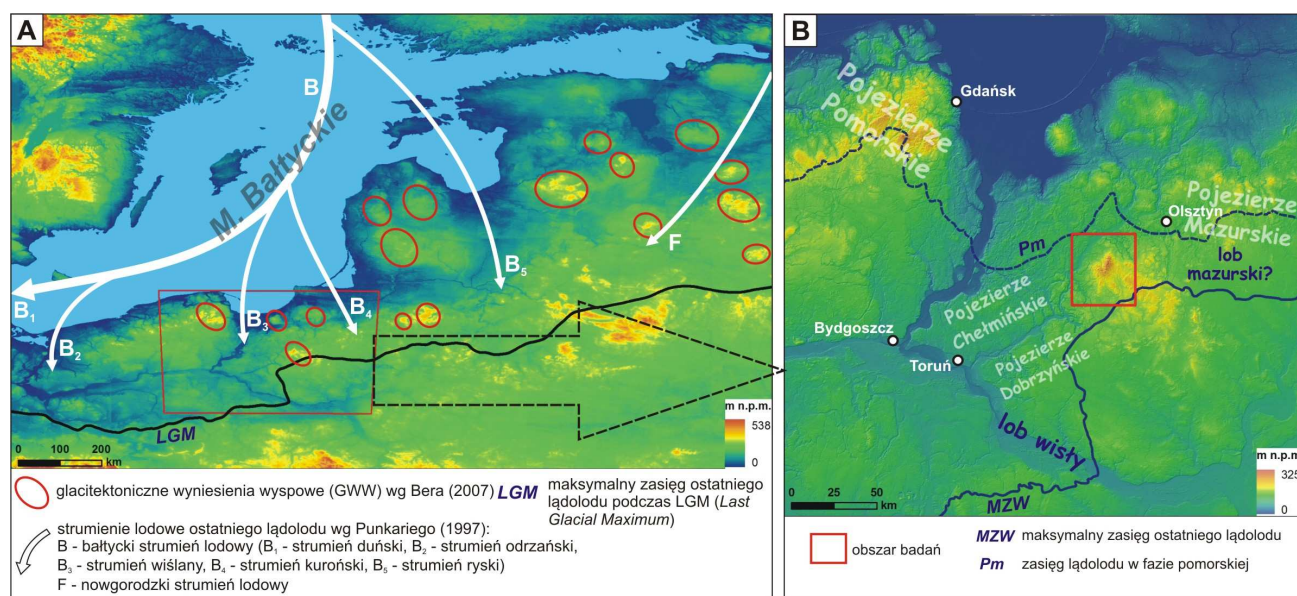 A
B
M. Bałtyckie
B₁
B₂
B₃
B₄
B₅
F
LGM
0 100 200
km
m n.p.m.
538
0
glacitektoniczne wyniesienia wyspowe (GWW) wg Bera (2007)
LGM maksymalny zasięg ostatniego
lądolodu podczas LGM (Last
Glacial Maximum)
strumienie lodowe ostatniego lądolodu wg Punkariego (1997):
B - bałtycki strumień lodowy (B₁ - strumień duński, B₂ - strumień odrzański,
B₃ - strumień wiślany, B₄ - strumień kuroński, B₅ - strumień ryski)
F - nowgorodzki strumień lodowy
B
Pojezierze
Pomorskie
Gdańsk
Pojezierze
Mazurskie
Olsztyn
Pm
lob
mazurski?
Pojezierze
Chełmińskie
Bydgoszcz
Toruń
Pojezierze
Dobrzyńskie
lob wisły
MZW
0 25 50
km
m n.p.m.
325
0
obszar badań
MZW maksymalny zasięg ostatniego lądolodu
Pm zasięg lądolodu w fazie pomorskiej